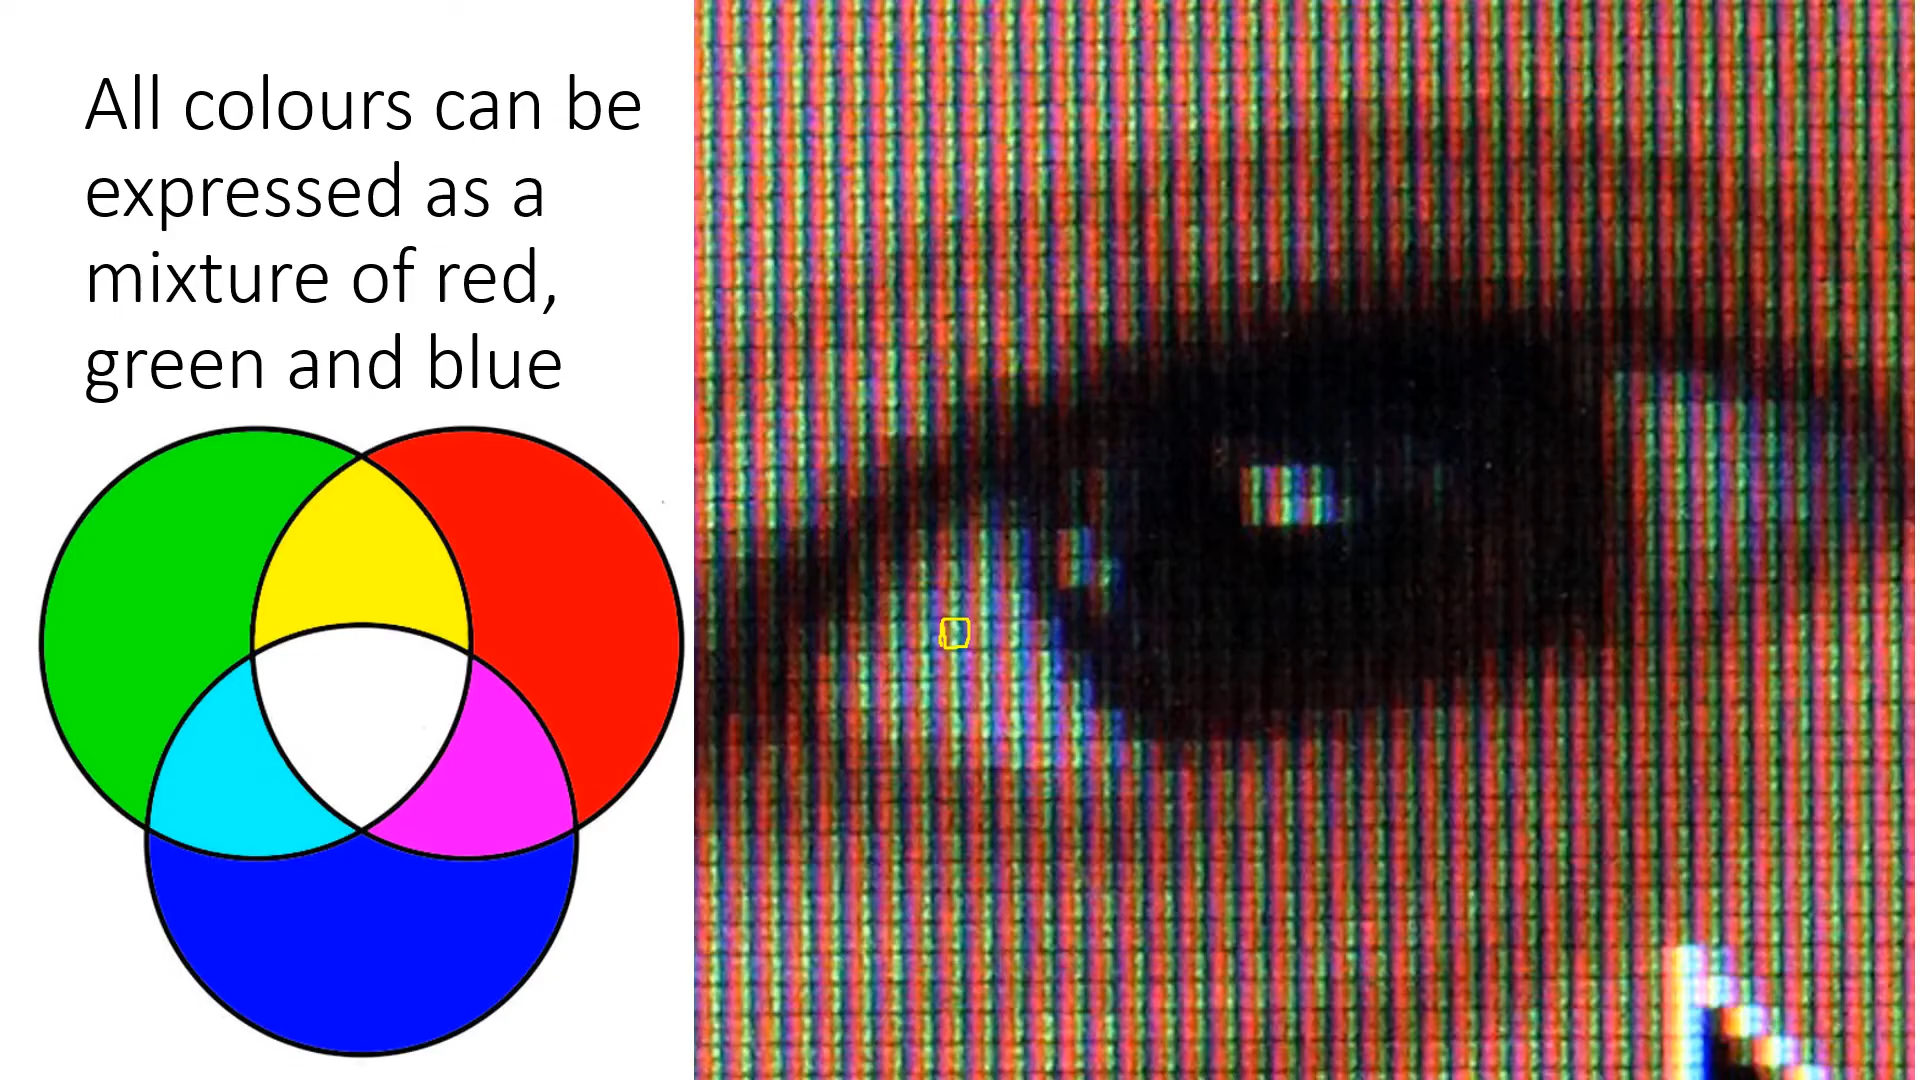 All colours can be
expressed as a
mixture of red,
green and blue